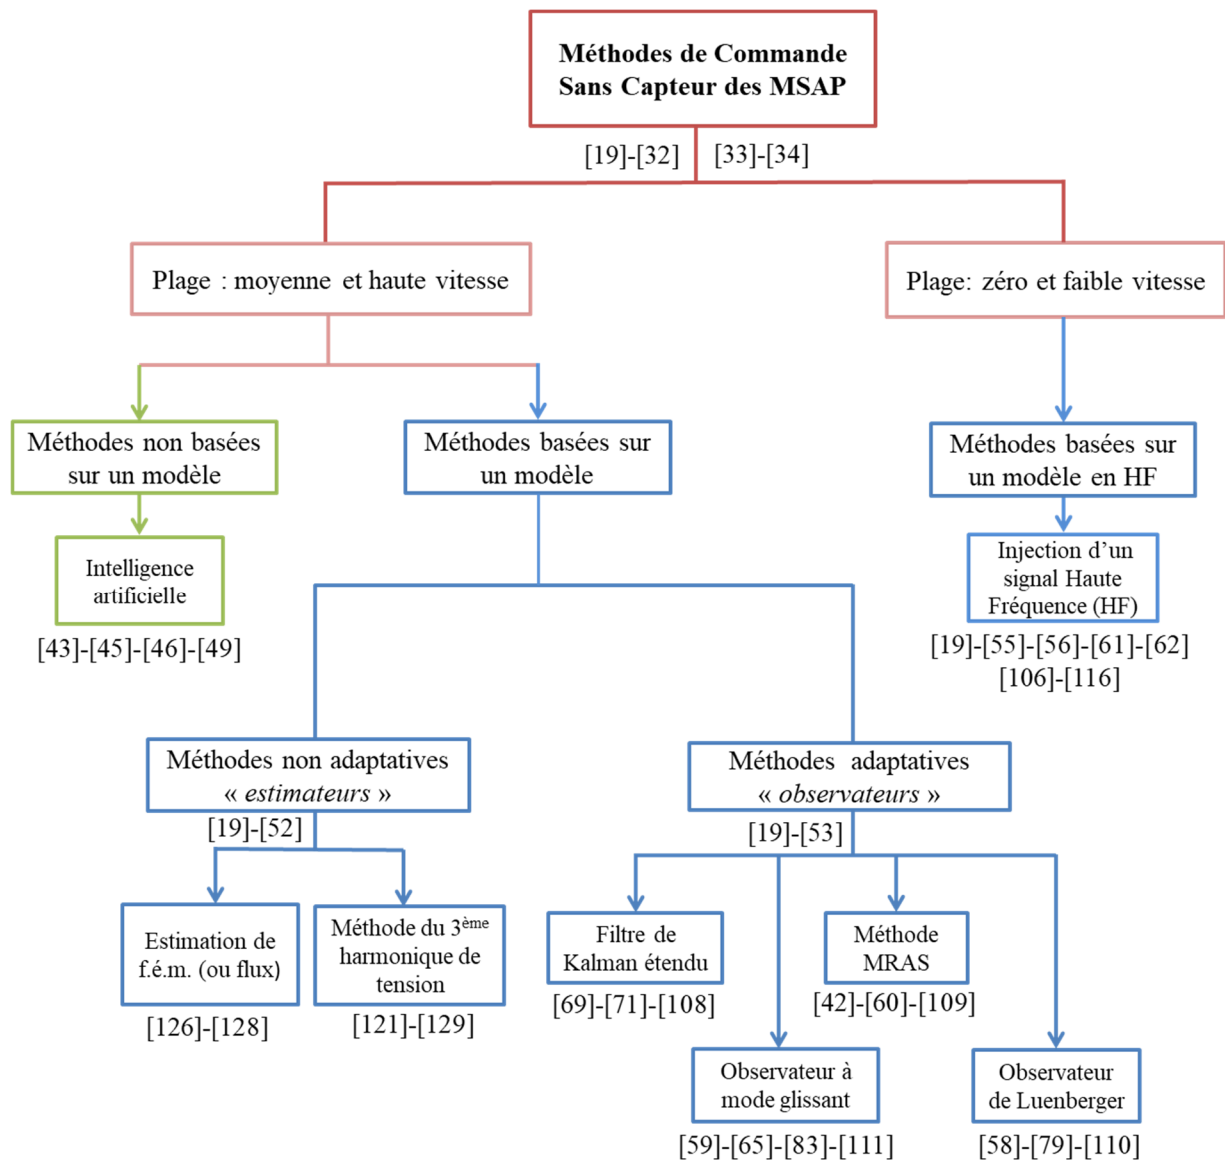 Méthodes de Commande
Sans Capteur des MSAP
[19]-[32]
[33]-[34]
Plage : moyenne et haute vitesse
Plage: zéro et faible vitesse
Méthodes non basées
sur un modèle
Méthodes basées sur
un modèle
Méthodes basées sur
un modèle en HF
Intelligence
artificielle
[43]-[45]-[46]-[49]
Injection d’un
signal Haute
Fréquence (HF)
[19]-[55]-[56]-[61]-[62]
[106]-[116]
Méthodes non adaptatives
« estimateurs »
[19]-[52]
Méthodes adaptatives
« observateurs »
[19]-[53]
Estimation de
f.é.m. (ou flux)
[126]-[128]
Méthode du 3ème
harmonique de
tension
[121]-[129]
Filtre de
Kalman étendu
[69]-[71]-[108]
Méthode
MRAS
[42]-[60]-[109]
Observateur à
mode glissant
[59]-[65]-[83]-[111]
Observateur
de Luenberger
[58]-[79]-[110]